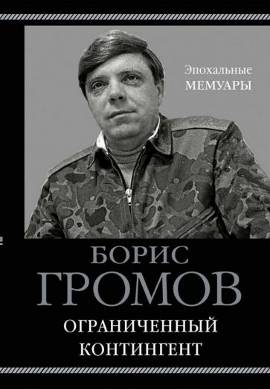 Эпохальные
МЕМУАРЫ
БОРИС
ГРОМОВ
ОГРАНИЧЕННЫЙ
КОНТИНГЕНТ